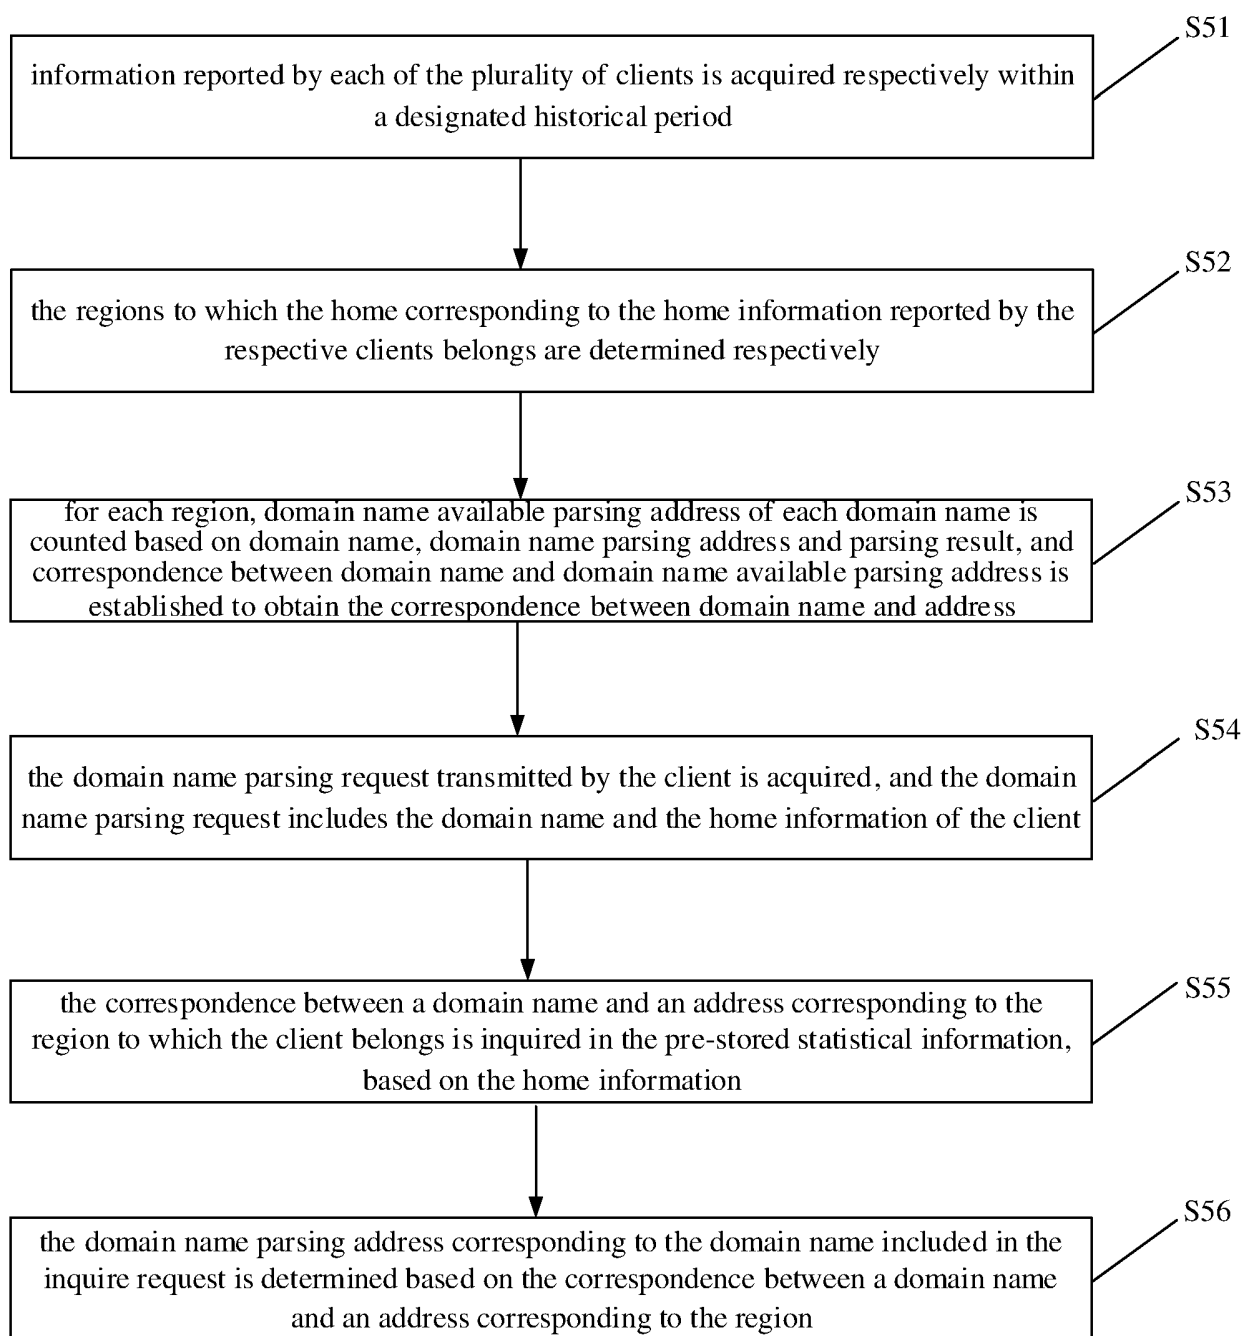 S51
information reported by each of the plurality of clients is acquired respectively within
a designated historical period
S52
the regions to which the home corresponding to the home information reported by the
respective clients belongs are determined respectively
S53
for each region, domain name available parsing address of each domain name is
counted based on domain name, domain name parsing address and parsing result, and
correspondence between domain name and domain name available parsing address is
established to obtain the correspondence between domain name and address
S54
the domain name parsing request transmitted by the client is acquired, and the domain
name parsing request includes the domain name and the home information of the client
S55
the correspondence between a domain name and an address corresponding to the
region to which the client belongs is inquired in the pre-stored statistical information,
based on the home information
S56
the domain name parsing address corresponding to the domain name included in the
inquire request is determined based on the correspondence between a domain name
and an address corresponding to the region